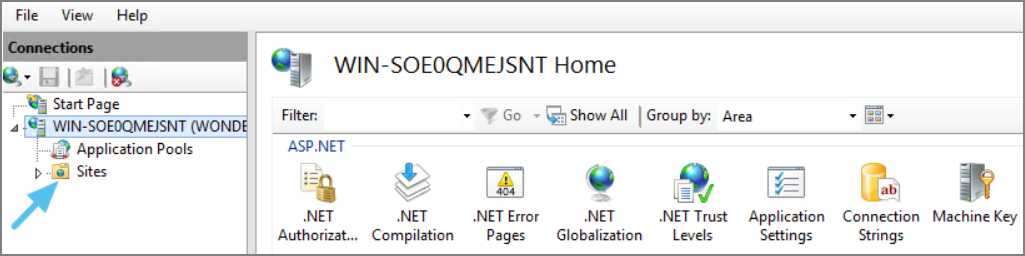 File View Help
Connections
WIN-SOE0QMEJSNT Home
Start Page
WIN-SOE0QMEJSNT (WONDE
Application Pools
Sites
Filter: Go Show All Group by: Area
ASP.NET
.NET Authorizat...
.NET Compilation
404
.NET Error Pages
.NET Globalization
.NET Trust Levels
Application Settings
ab
Connection Strings
Machine Key